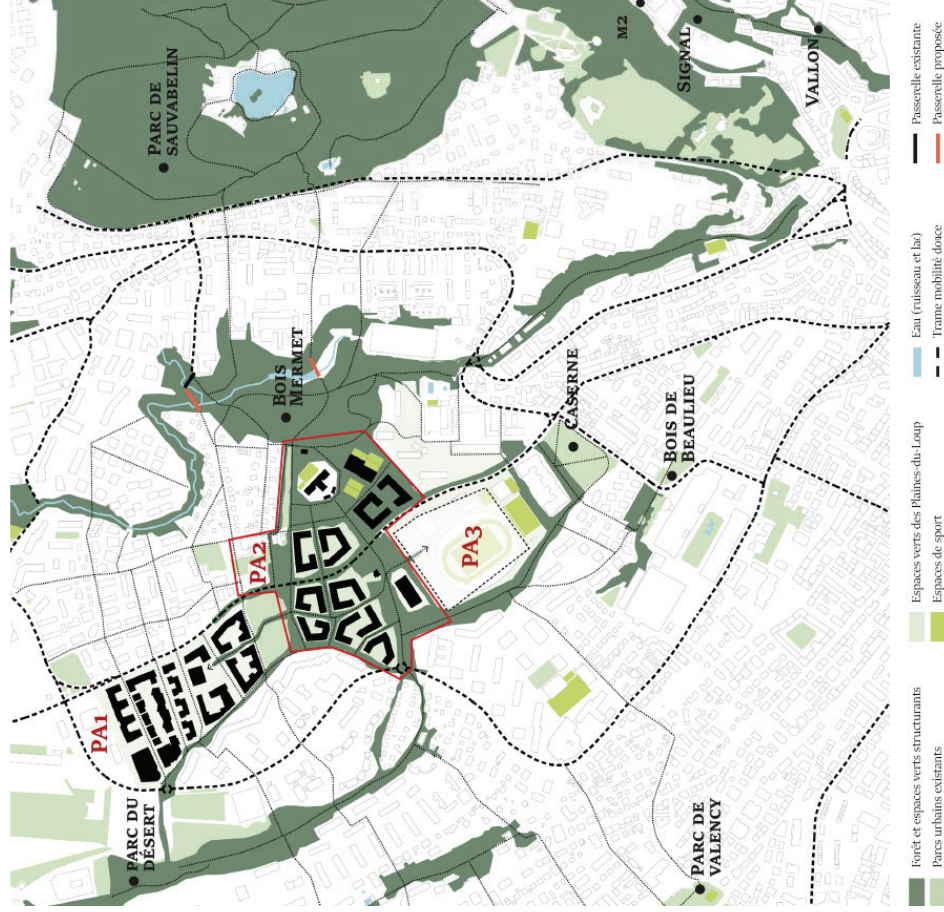 PARC DU
DÉSERT
PA1
PA2
BOIS
MERMET
PARC DE
SAUVABELIN
PARC DE
VALENCY
PA3
BOIS DE
BEAULIEU
CASERNE
M2
SIGNAL
VALLON
Forêt et espaces verts structurants
Parcs urbains existants
Espaces verts des Plaines-du-Loup
Espaces de sport
Eau (ruisseau et lac)
Trame mobilité douce
Passerelle existante
Passerelle proposée